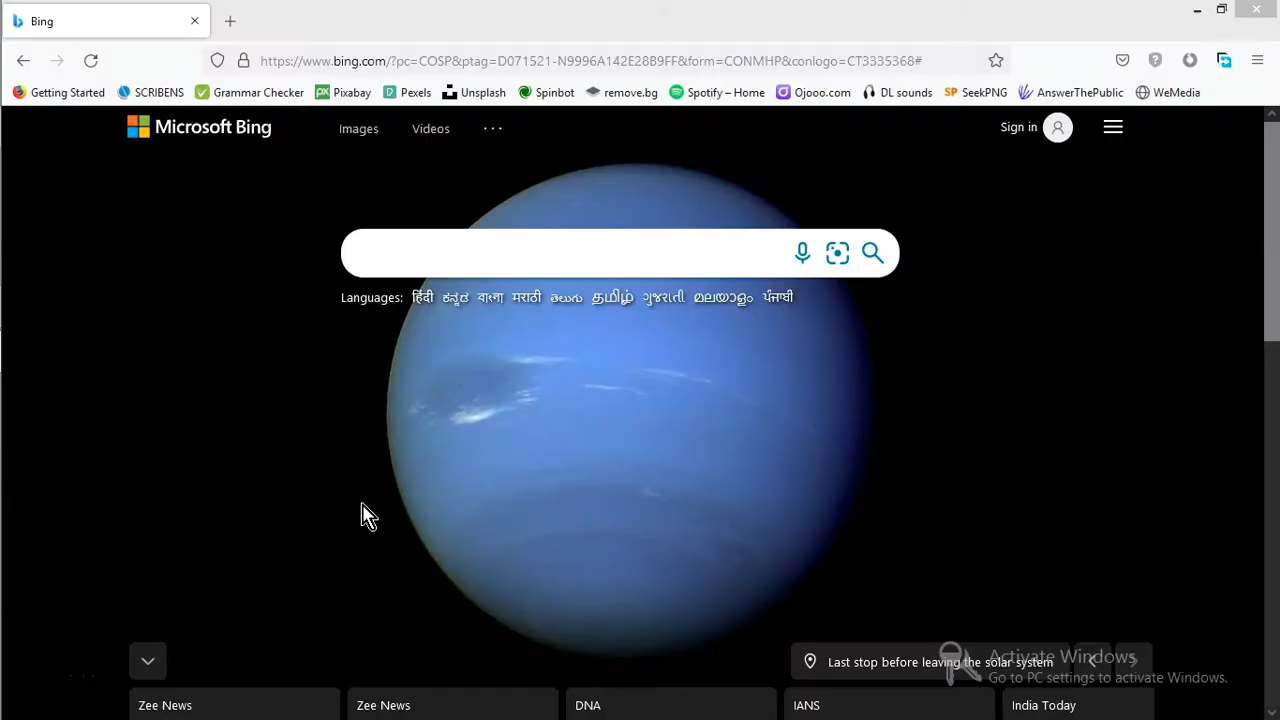 Bing
https://www.bing.com/?pc=COSP&ptag=D071521-N9996A142E28B9FF&form=CONMHP&conlogo=CT3335338#
Getting Started SCRIBENS Grammar Checker Pixabay Pexels Unsplash Spinbot remove.bg Spotify – Home Ojooo.com DL sounds SeekPNG AnswerThePublic WeMedia
Microsoft Bing Images Videos ··· Sign in
Languages: हिंदी ಕನ್ನಡ বাংলা मराठी తెలుగు தமிழ் ગુજરાતી മലയാളം ਪੰਜਾਬੀ
Last stop before leaving the solar system
Activate Windows
Go to PC settings to activate Windows.
Zee News Zee News DNA IANS India Today